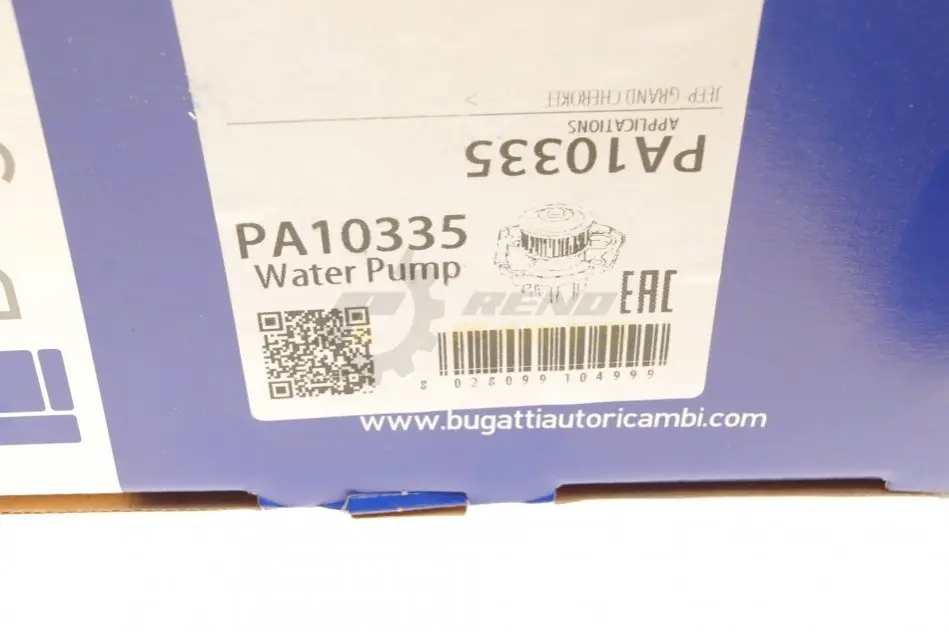 JEEP GRAND CHEROKEE >
APPLICATIONS
PA10335
PA10335
Water Pump
EAC
RENO
8 028099 104999
www.bugattiautoricambi.com